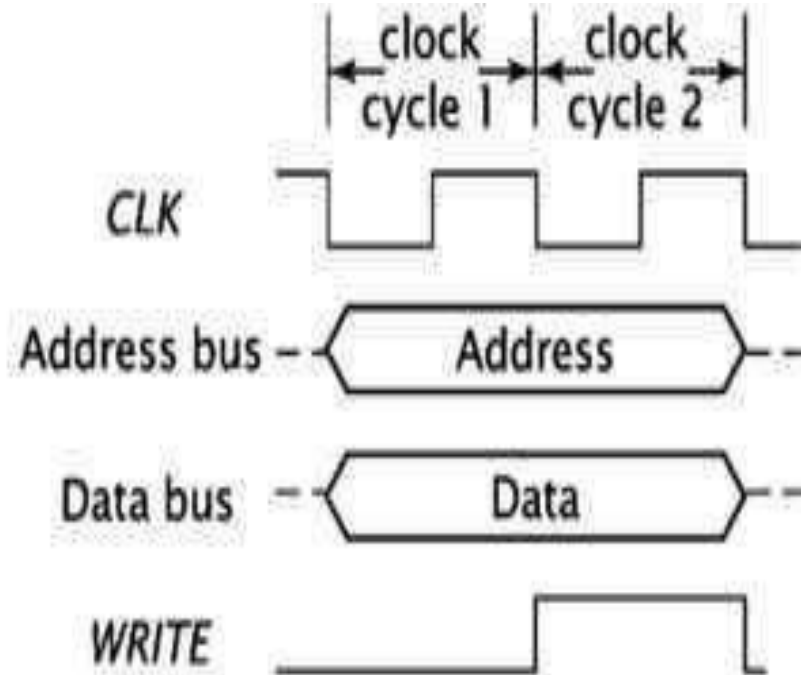 clock clock
cycle 1 cycle 2
CLK
Address bus Address
Data bus Data
WRITE